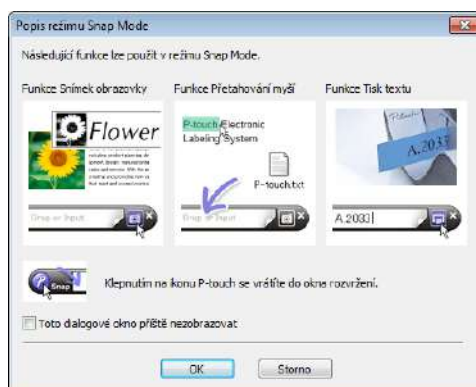 Popis režimu Snap Mode
Následující funkce lze použít v režimu Snap Mode.
Funkce Snímek obrazovky
Funkce Přetahování myší
Funkce Tisk textu
Flower
Drop or Input
P-touch Electronic
Labeling System
P-touch.txt
Drop or Input
P-touch
A.2033
A.2033
Snap
Klepnutím na ikonu P-touch se vrátíte do okna rozvržení.
Toto dialogové okno příště nezobrazovat
OK
Storno